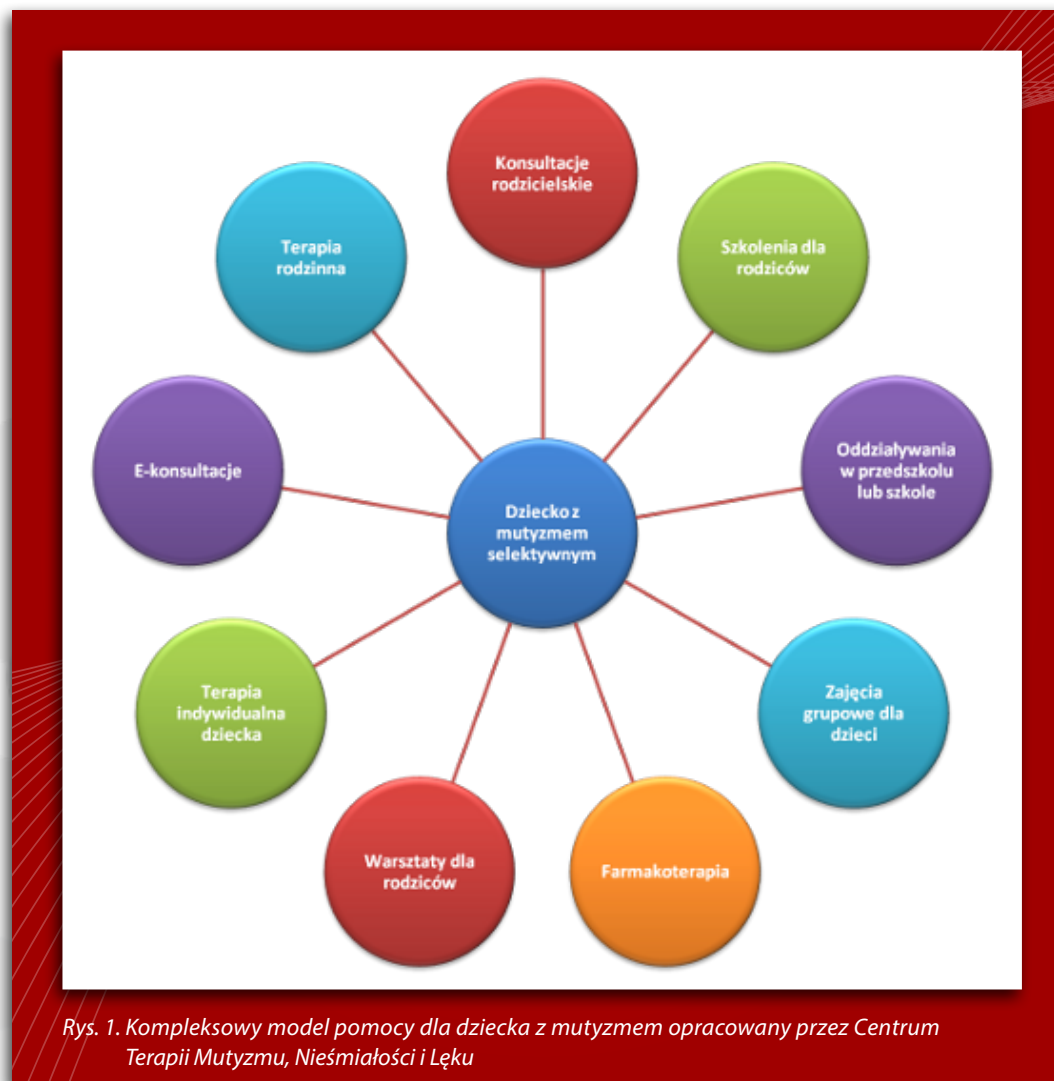 Konsultacje
rodzicielskie
Szkolenia dla
rodziców
Oddziaływania
w przedszkolu
lub szkole
Zajęcia
grupowe dla
dzieci
Farmakoterapia
Warsztaty dla
rodziców
Terapia
indywidualna
dziecka
E-konsultacje
Terapia
rodzinna
Dziecko z
mutyzmem
selektywnym
Rys. 1. Kompleksowy model pomocy dla dziecka z mutyzmem opracowany przez Centrum
Terapii Mutyzmu, Nieśmiałości i Lęku